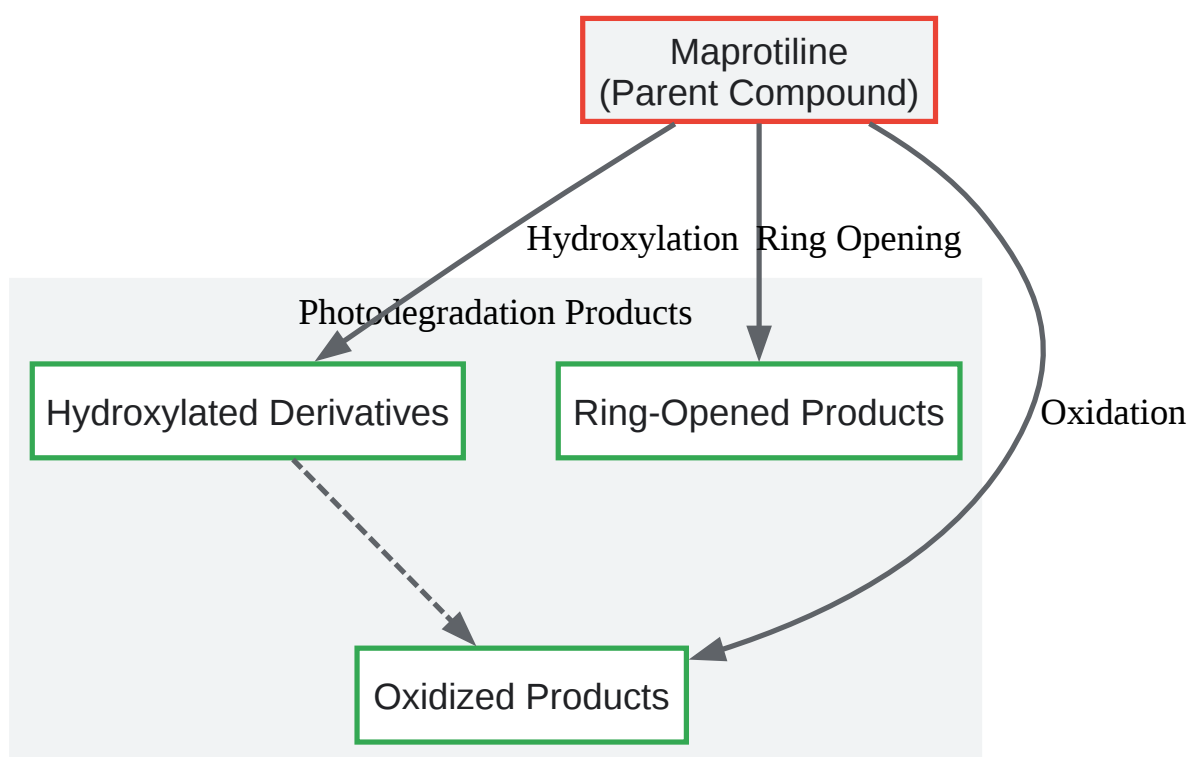 Maprotiline
(Parent Compound)
Hydroxylation
Ring Opening
Photodegradation Products
Hydroxylated Derivatives
Ring-Opened Products
Oxidation
Oxidized Products